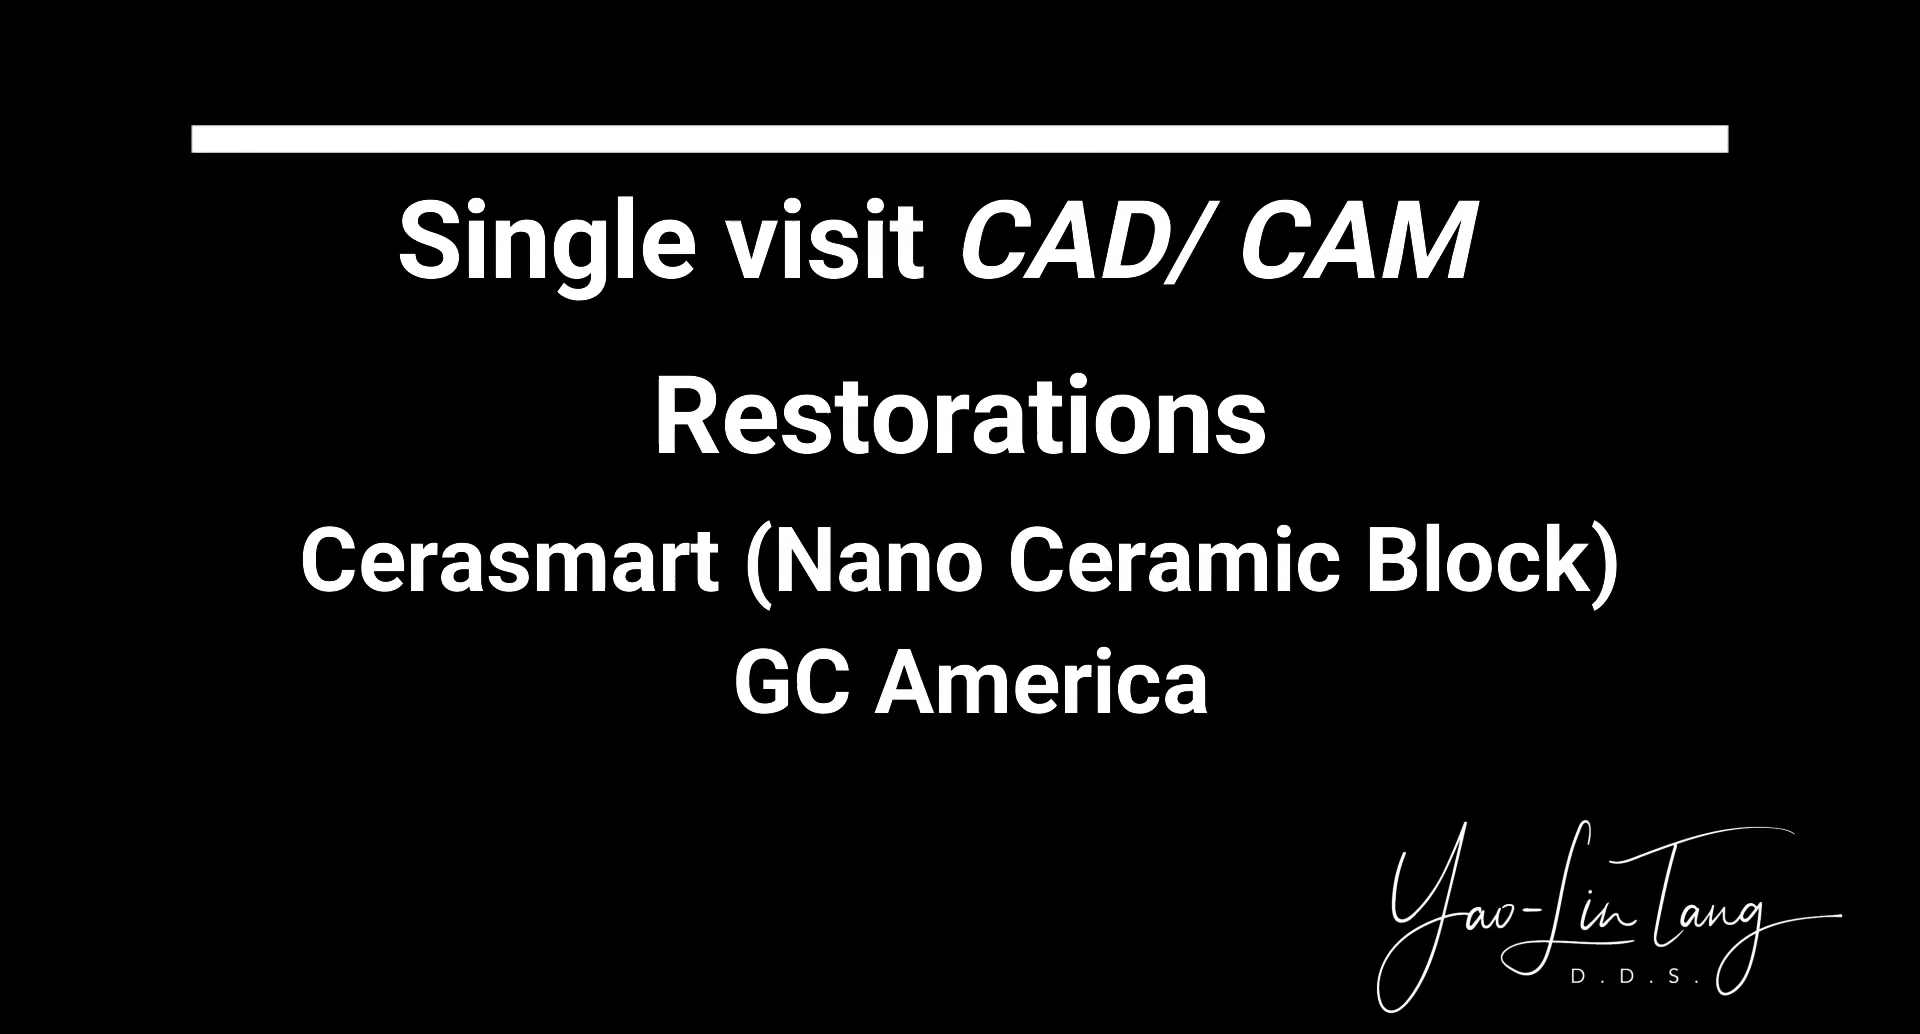 Single visit CAD/ CAM
Restorations
Cerasmart (Nano Ceramic Block)
GC America
Yao-Lin Tang
D.D.S.